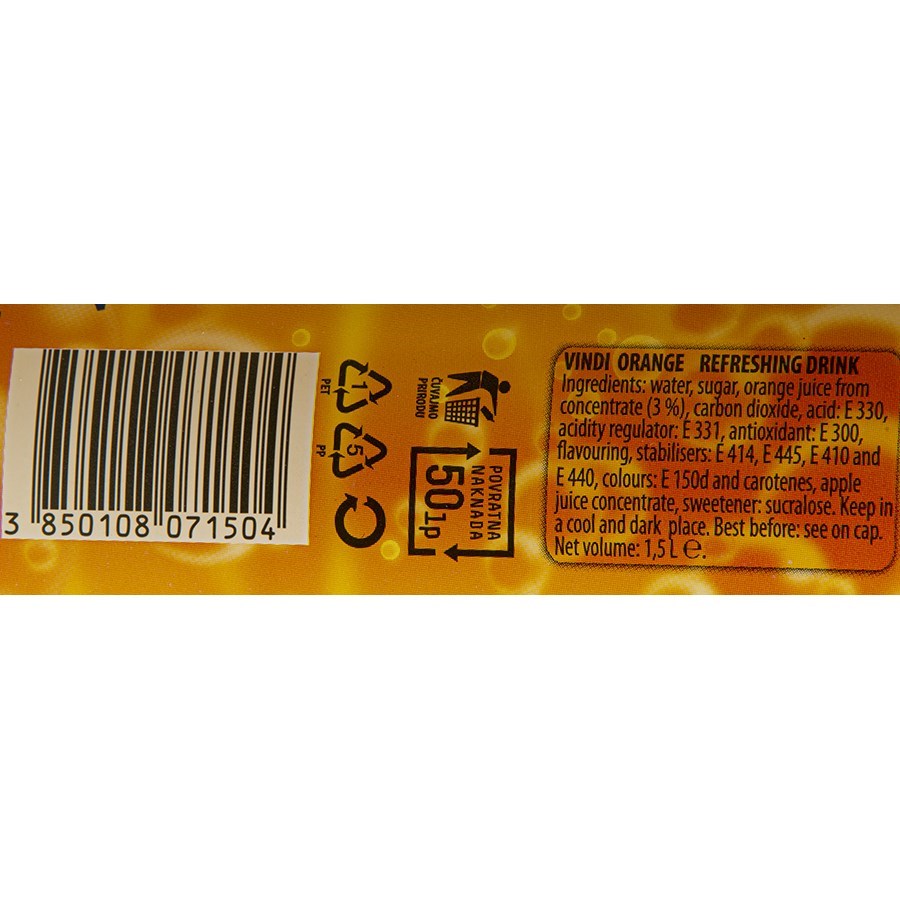 3 850108 071504
1
PET
5
PP
ČUVAJMO
PRIRODU
POVRATNA
NAKNADA
50 lp
VINDI ORANGE REFRESHING DRINK
Ingredients: water, sugar, orange juice from
concentrate (3 %), carbon dioxide, acid: E 330,
acidity regulator: E 331, antioxidant: E 300,
flavouring, stabilisers: E 414, E 445, E 410 and
E 440, colours: E 150d and carotenes, apple
juice concentrate, sweetener: sucralose. Keep in
a cool and dark place. Best before: see on cap.
Net volume: 1,5 L e.